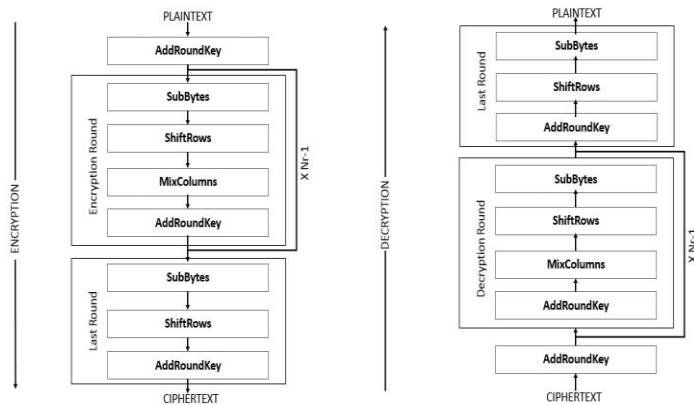 PLAINTEXT
AddRoundKey
SubBytes
ShiftRows
MixColumns
AddRoundKey
Encryption Round
X Nr-1
SubBytes
ShiftRows
AddRoundKey
Last Round
CIPHERTEXT
ENCRYPTION
PLAINTEXT
SubBytes
ShiftRows
AddRoundKey
Last Round
SubBytes
ShiftRows
MixColumns
AddRoundKey
Decryption Round
X Nr-1
AddRoundKey
CIPHERTEXT
DECRYPTION